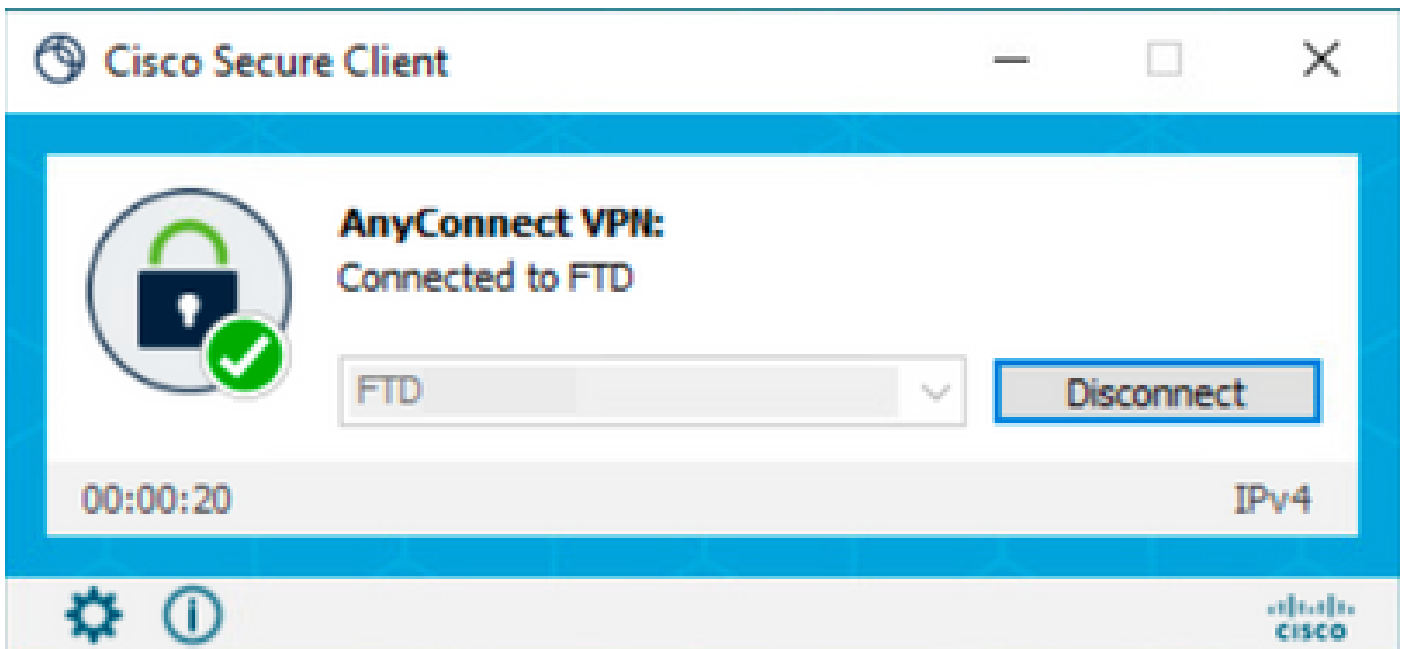 Cisco Secure Client
AnyConnect VPN:
Connected to FTD
FTD
Disconnect
00:00:20
IPv4
CISCO